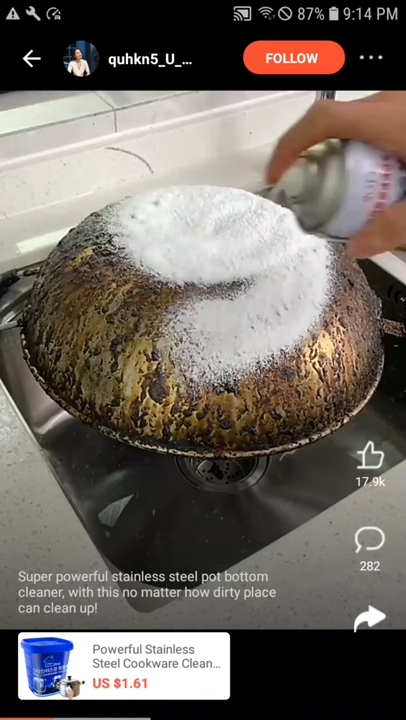 87% 9:14 PM
quhkn5_U_...
FOLLOW
17.9k
282
Super powerful stainless steel pot bottom
cleaner, with this no matter how dirty place
can clean up!
Powerful Stainless
Steel Cookware Clean...
US $1.61